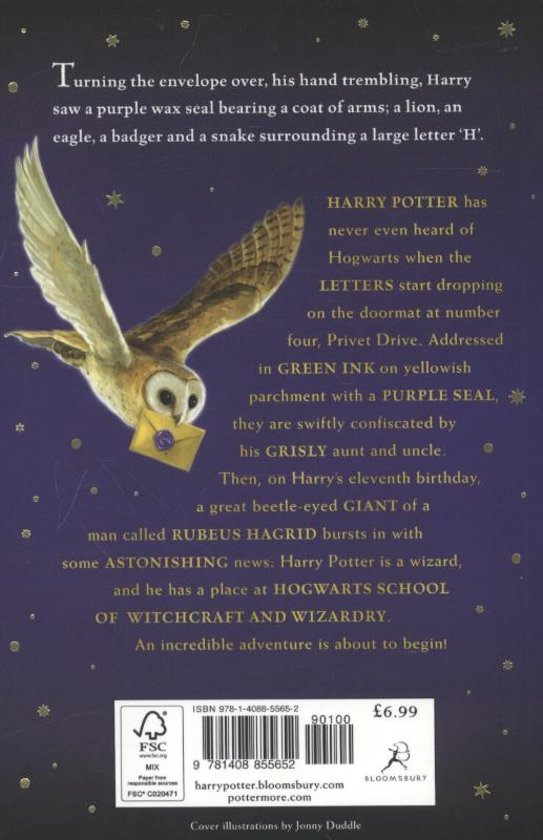 Turning the envelope over, his hand trembling, Harry
saw a purple wax seal bearing a coat of arms; a lion, an
eagle, a badger and a snake surrounding a large letter ‘H’.
HARRY POTTER has
never even heard of
Hogwarts when the
LETTERS start dropping
on the doormat at number
four, Privet Drive. Addressed
in GREEN INK on yellowish
parchment with a PURPLE SEAL,
they are swiftly confiscated by
his GRISLY aunt and uncle.
Then, on Harry’s eleventh birthday,
a great beetle-eyed GIANT of a
man called RUBEUS HAGRID bursts in with
some ASTONISHING news: Harry Potter is a wizard,
and he has a place at HOGWARTS SCHOOL
OF WITCHCRAFT AND WIZARDRY.
An incredible adventure is about to begin!
FSC
www.fsc.org
MIX
Paper from
responsible sources
FSC® C020471
ISBN 978-1-4088-5565-2
90100
9 781408 855652
harrypotter.bloomsbury.com
pottermore.com
£6.99
BLOOMSBURY
Cover illustrations by Jonny Duddle